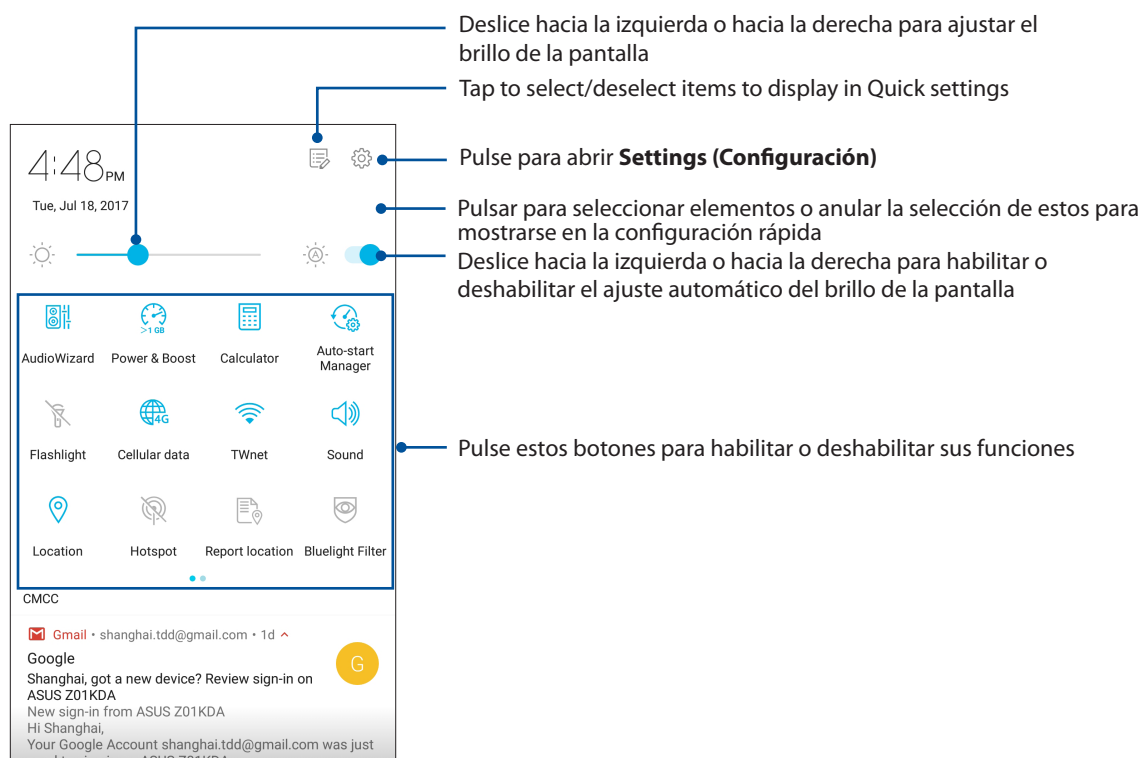 Deslice hacia la izquierda o hacia la derecha para ajustar el
brillo de la pantalla
Tap to select/deselect items to display in Quick settings
4:48 PM
Pulse para abrir Settings (Configuración)
Tue, Jul 18, 2017
Pulsar para seleccionar elementos o anular la selección de estos para
mostrarse en la configuración rápida
A
Deslice hacia la izquierda o hacia la derecha para habilitar o
deshabilitar el ajuste automático del brillo de la pantalla
>1 GB
AudioWizard Power & Boost Calculator Auto-start
Manager
4G
Flashlight Cellular data TWnet Sound
Pulse estos botones para habilitar o deshabilitar sus funciones
Location Hotspot Report location Bluelight Filter
CMCC
Gmail • shanghai.tdd@gmail.com • 1d
Google
G
Shanghai, got a new device? Review sign-in on
ASUS Z01KDA
New sign-in from ASUS Z01KDA
Hi Shanghai,
Your Google Account shanghai.tdd@gmail.com was just